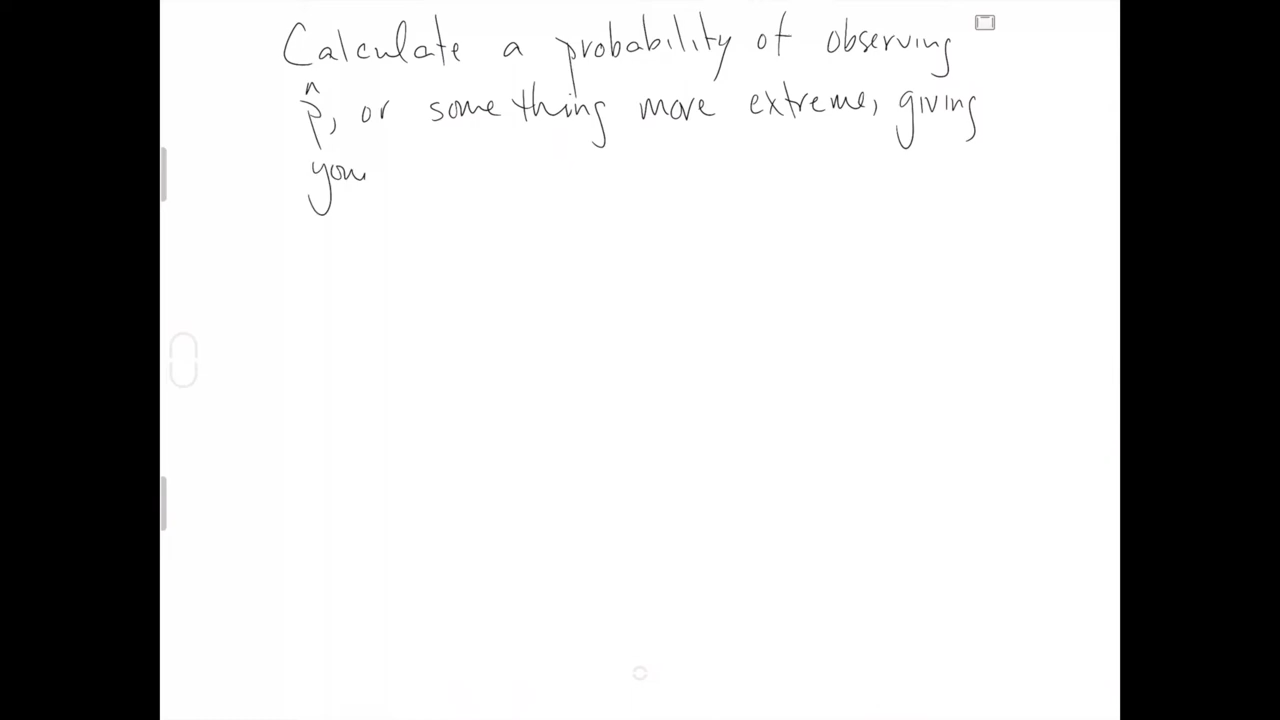 Calculate a probability of observing
p̂, or something more extreme, giving
you